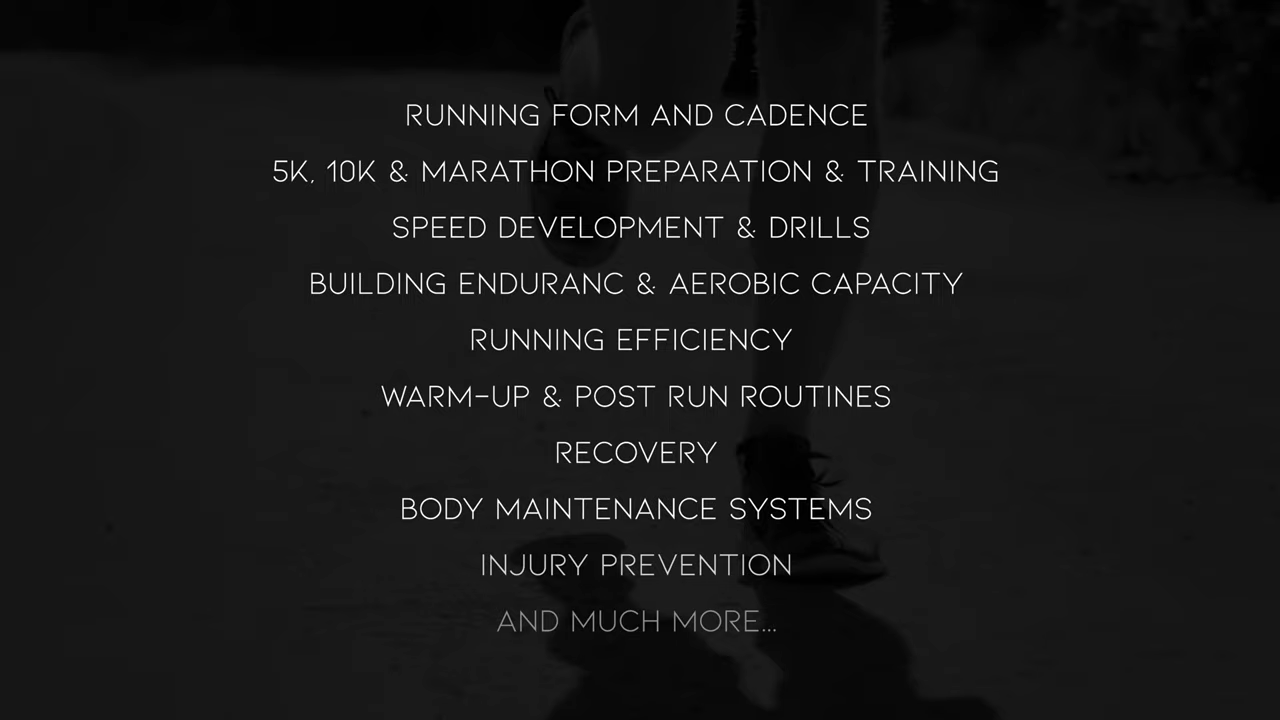 RUNNING FORM AND CADENCE
5K, 10K & MARATHON PREPARATION & TRAINING
SPEED DEVELOPMENT & DRILLS
BUILDING ENDURANC & AEROBIC CAPACITY
RUNNING EFFICIENCY
WARM-UP & POST RUN ROUTINES
RECOVERY
BODY MAINTENANCE SYSTEMS
INJURY PREVENTION
AND MUCH MORE...